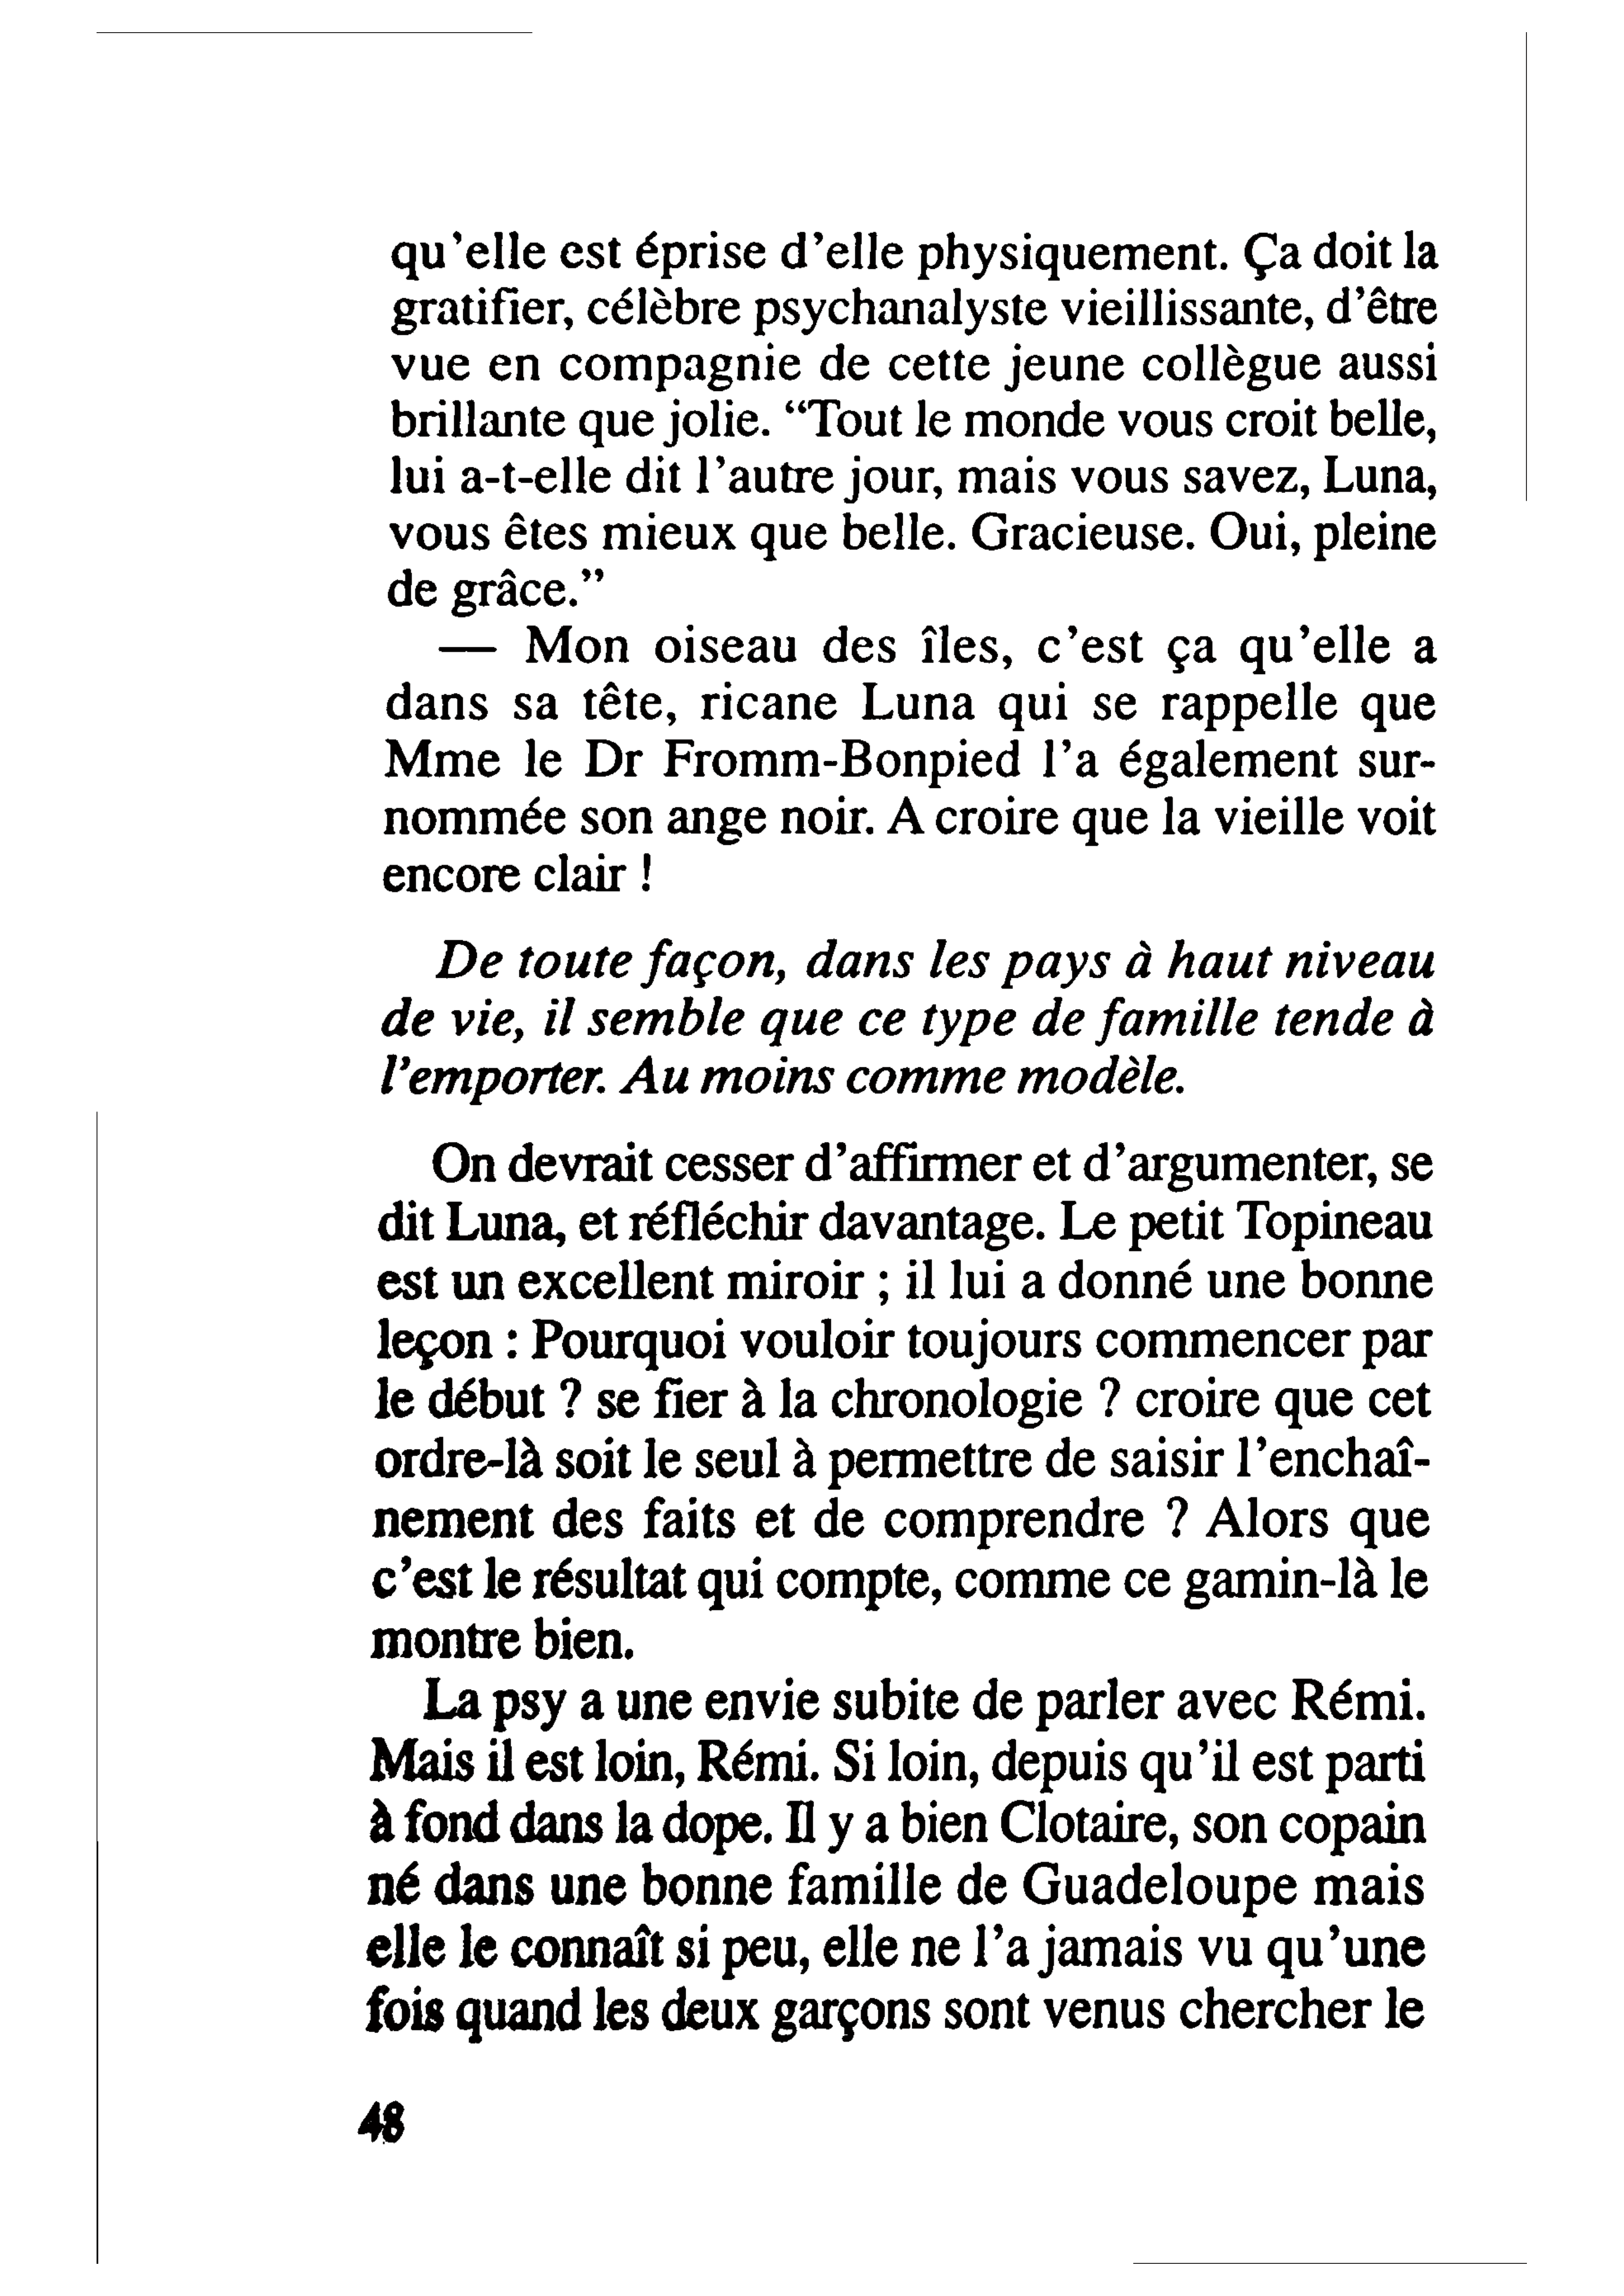 qu'elle est éprise d'elle physiquement. Ça doit la
gratifier, célèbre psychanalyste vieillissante, d'être
vue en compagnie de cette jeune collègue aussi
brillante que jolie. “Tout le monde vous croit belle,
lui a-t-elle dit l'autre jour, mais vous savez, Luna,
vous êtes mieux que belle. Gracieuse. Oui, pleine
de grâce.”
— Mon oiseau des îles, c'est ça qu'elle a
dans sa tête, ricane Luna qui se rappelle que
Mme le Dr Fromm-Bonpied l'a également sur-
nommée son ange noir. A croire que la vieille voit
encore clair !
De toute façon, dans les pays à haut niveau
de vie, il semble que ce type de famille tende à
l'emporter. Au moins comme modèle.
On devrait cesser d'affirmer et d'argumenter, se
dit Luna, et réfléchir davantage. Le petit Topineau
est un excellent miroir ; il lui a donné une bonne
leçon : Pourquoi vouloir toujours commencer par
le début ? se fier à la chronologie ? croire que cet
ordre-là soit le seul à permettre de saisir l'enchaî-
nement des faits et de comprendre ? Alors que
c'est le résultat qui compte, comme ce gamin-là le
montre bien.
La psy a une envie subite de parler avec Rémi.
Mais il est loin, Rémi. Si loin, depuis qu'il est parti
à fond dans la dope. Il y a bien Clotaire, son copain
né dans une bonne famille de Guadeloupe mais
elle le connaît si peu, elle ne l'a jamais vu qu'une
fois quand les deux garçons sont venus chercher le
48